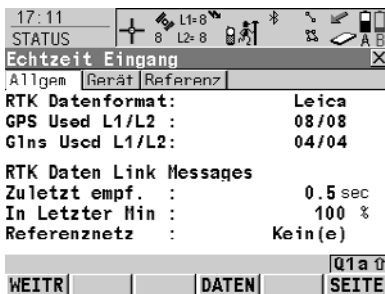 17:11 L1=8
STATUS 8 L2= 8 A B
Echtzeit Eingang X
Allgem Gerät Referenz
RTK Datenformat: Leica
GPS Used L1/L2 : 08/08
Glns Used L1/L2: 04/04
RTK Daten Link Messages
Zuletzt empf. : 0.5 sec
In Letzter Min : 100 %
Referenznetz : Kein(e)
Q1a ⇧
WEITR DATEN SEITE